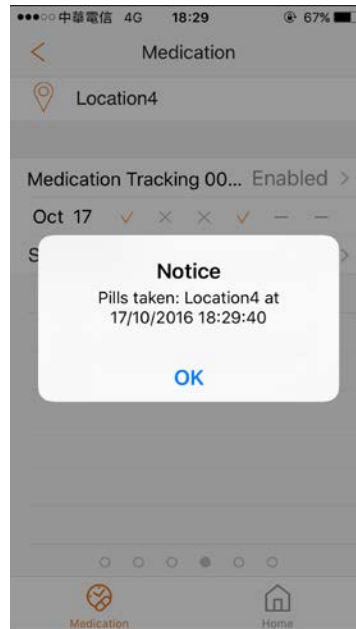 中華電信 4G 18:29 67%
Medication
Location4
Medication Tracking 00... Enabled
Oct 17
S
Notice
Pills taken: Location4 at
17/10/2016 18:29:40
OK
Medication
Home